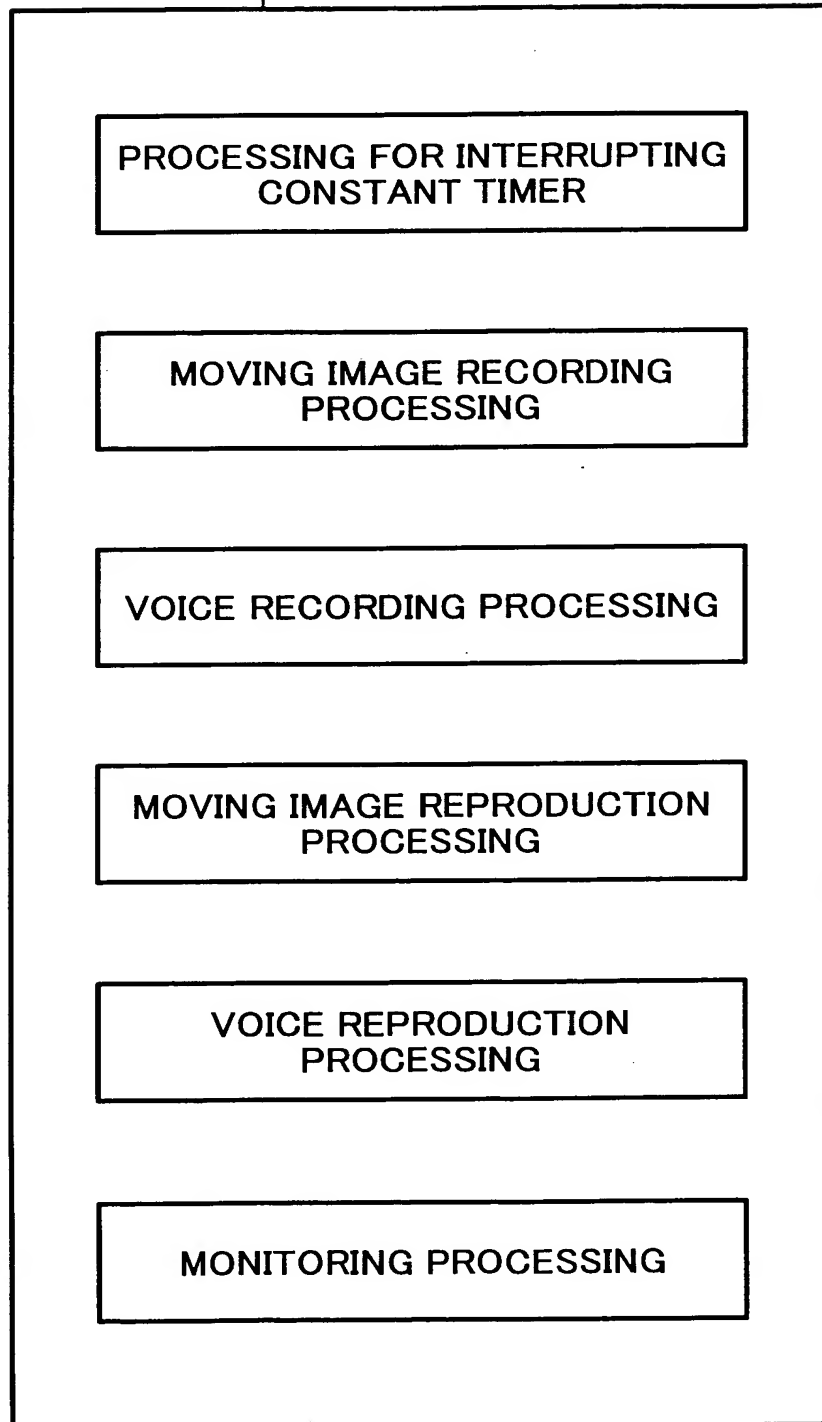 PROCESSING FOR INTERRUPTING
CONSTANT TIMER
MOVING IMAGE RECORDING
PROCESSING
VOICE RECORDING PROCESSING
MOVING IMAGE REPRODUCTION
PROCESSING
VOICE REPRODUCTION
PROCESSING
MONITORING PROCESSING